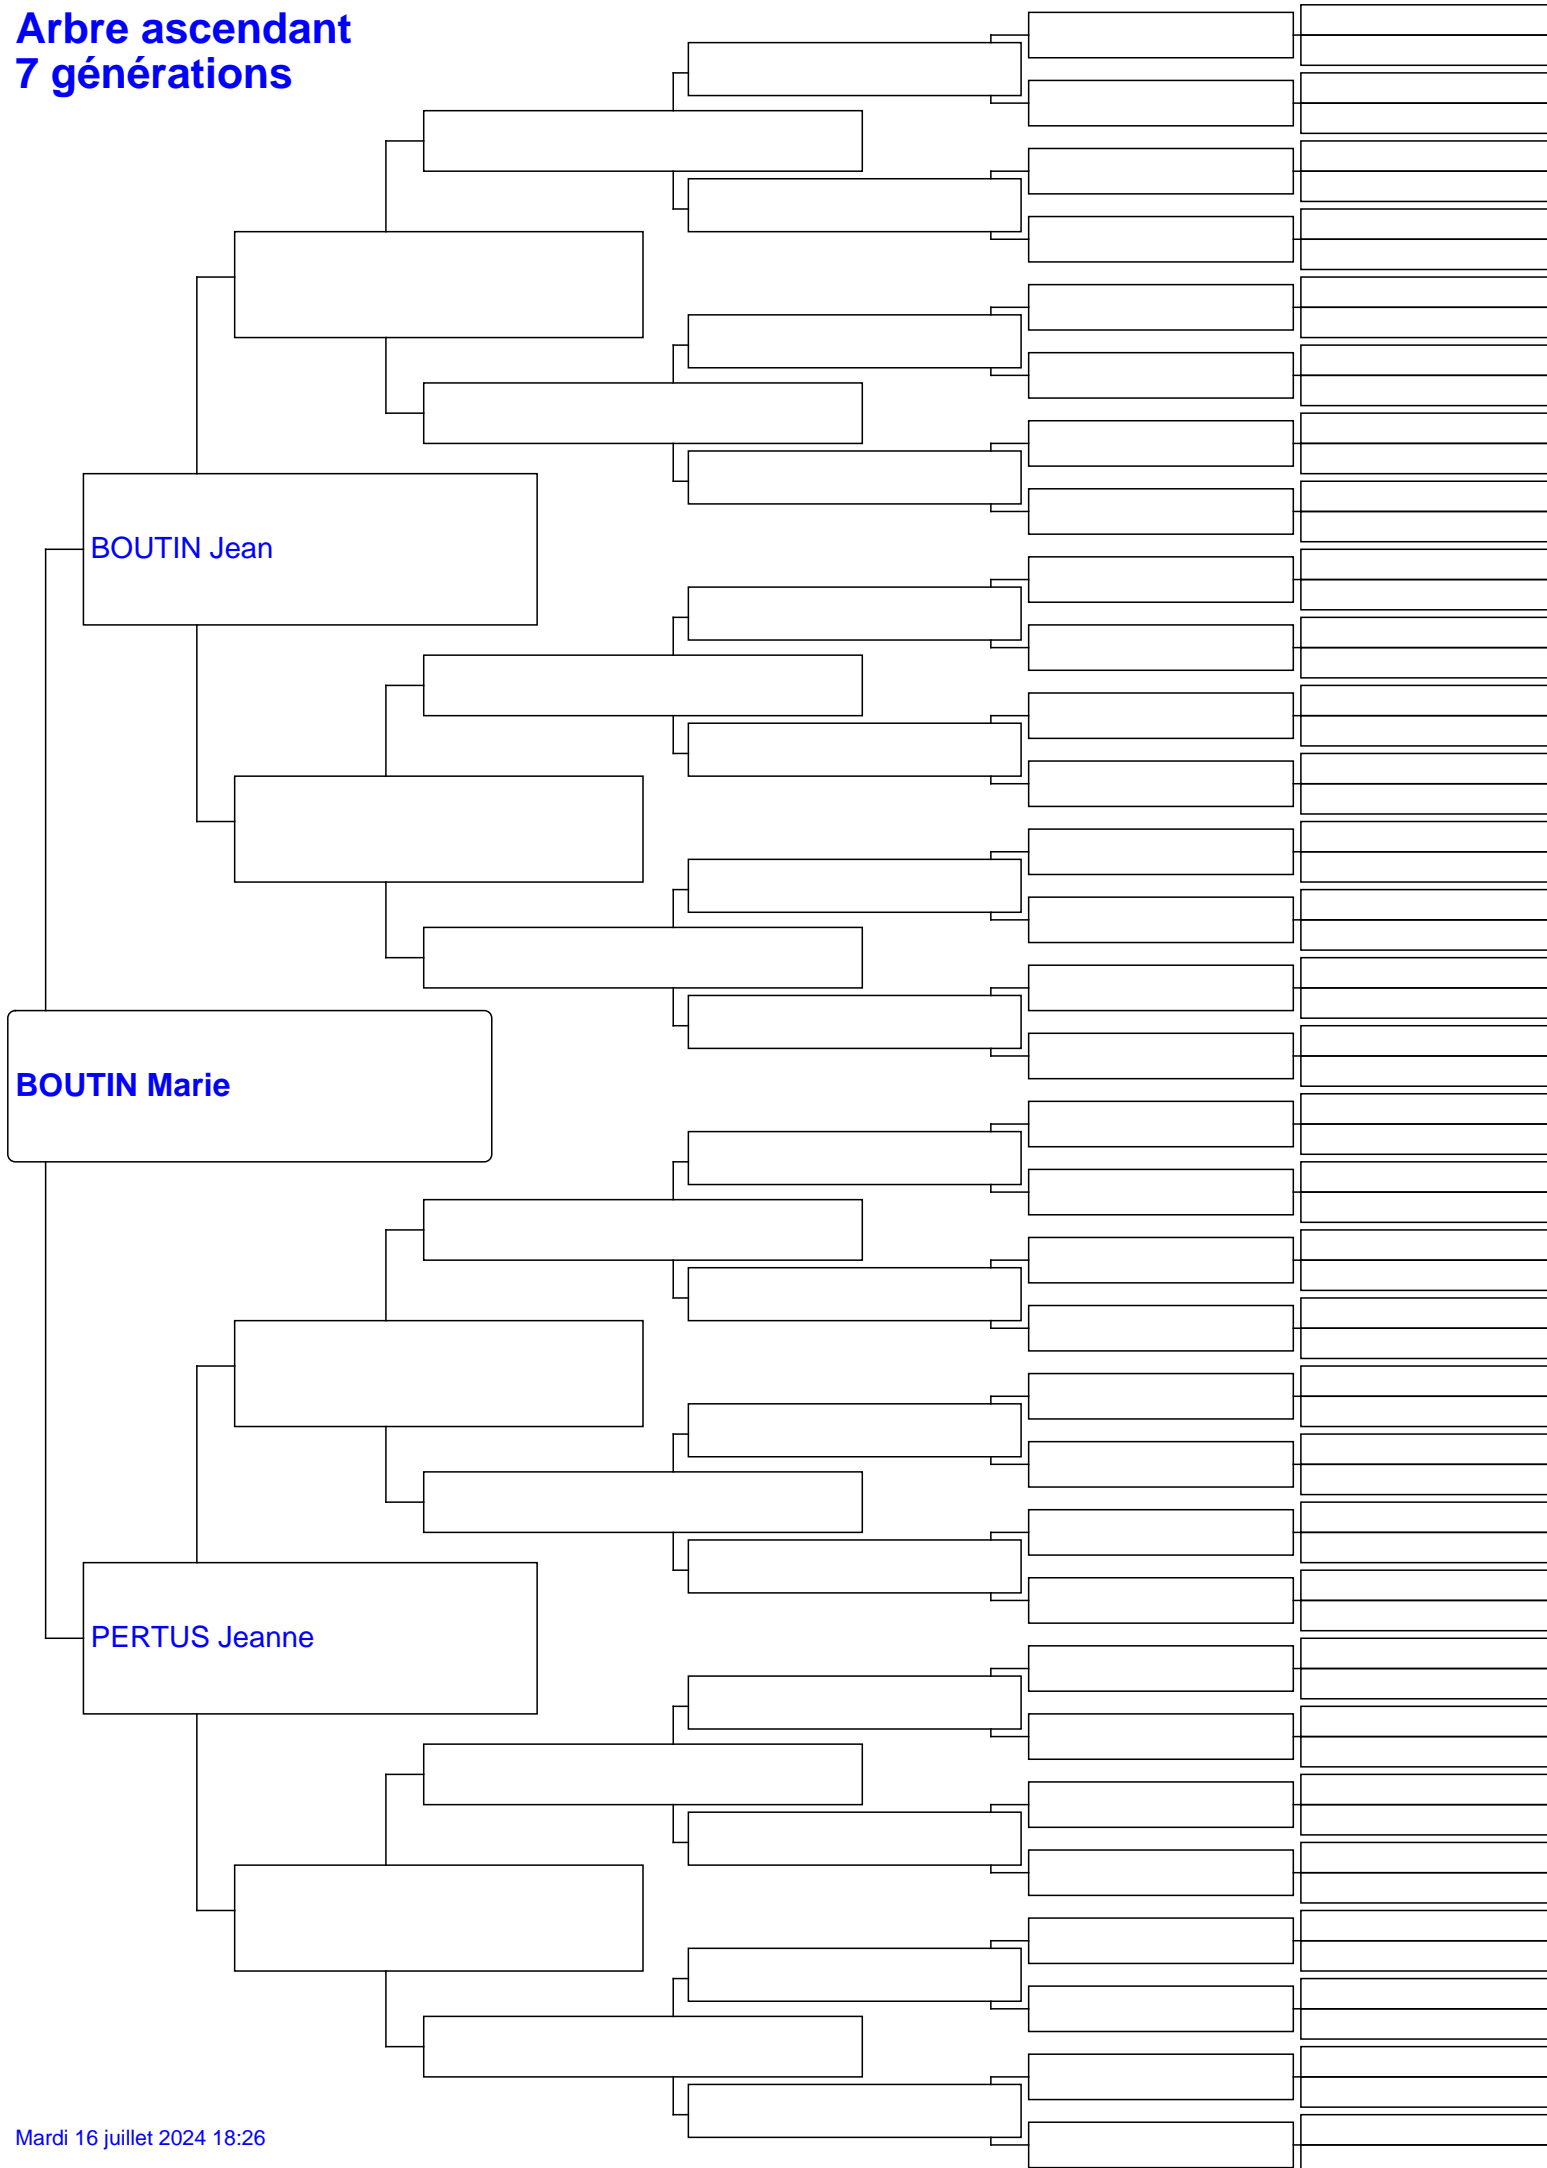 Arbre ascendant
7 générations
BOUTIN Jean
BOUTIN Marie
PERTUS Jeanne
Mardi 16 juillet 2024 18:26